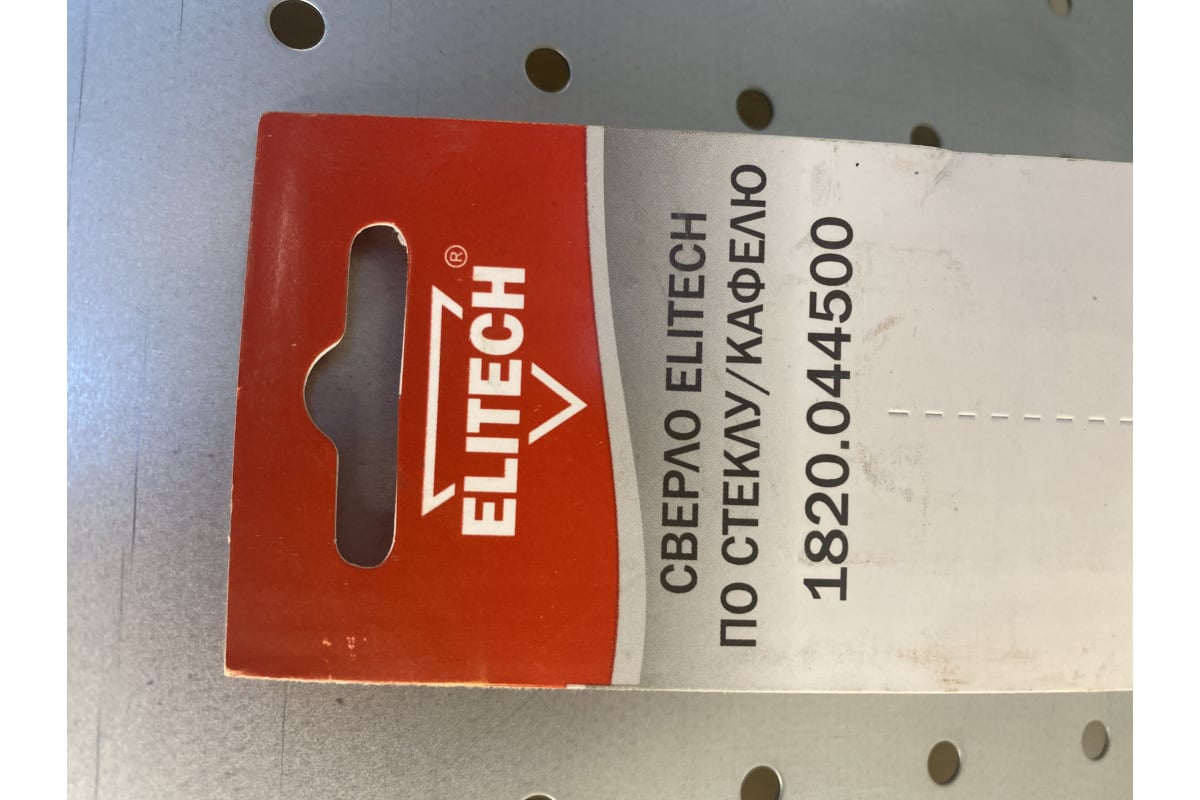 ELITECH®
СВЕРЛО ELITECH
ПО СТЕКЛУ/КАФЕЛЮ
1820.044500